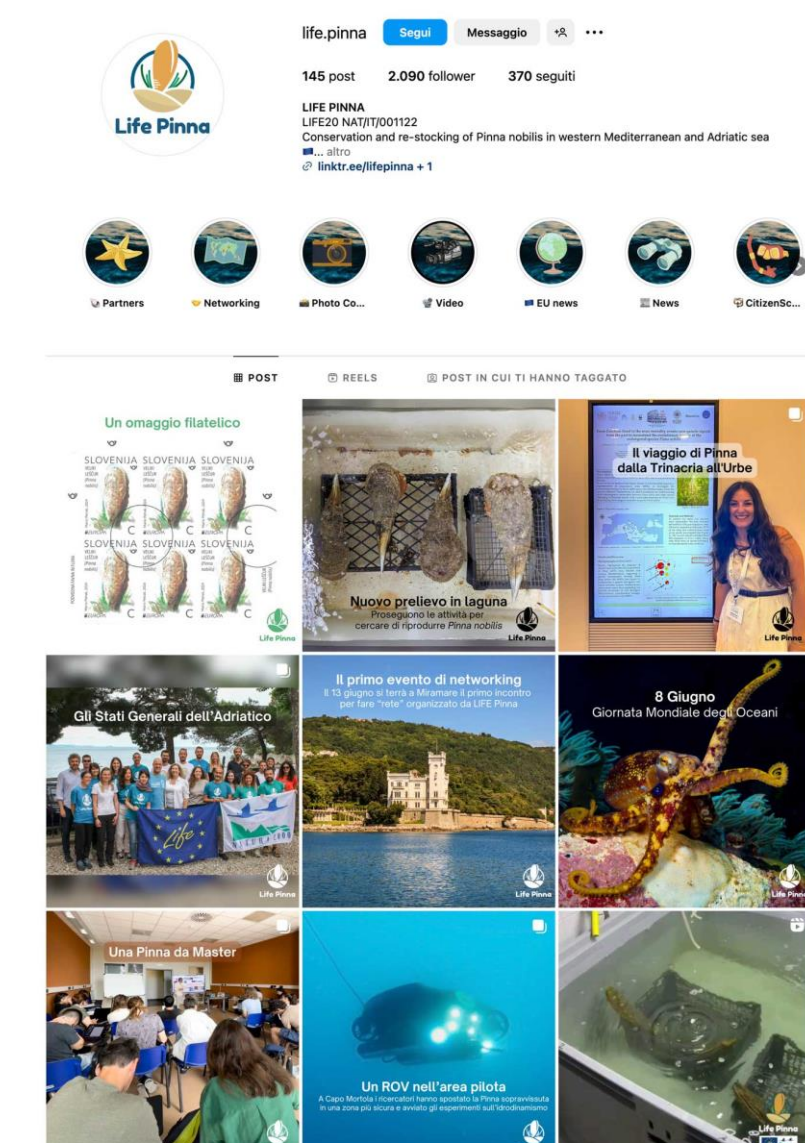 life.pinna
Segui
Messaggio
145 post
2.090 follower
370 seguiti
Life Pinna
LIFE PINNA
LIFE20 NAT/IT/001122
Conservation and re-stocking of Pinna nobilis in western Mediterranean and Adriatic sea
... altro
linktr.ee/lifepinna + 1
Partners
Networking
Photo Co...
Video
EU news
News
CitizenSc...
POST
REELS
POST IN CUI TI HANNO TAGGATO
Un omaggio filatelico
SLOVENIJA SLOVENIJA SLOVENIJA
C C C
SLOVENIJA SLOVENIJA SLOVENIJA
C C C
Life Pinna
Nuovo prelievo in laguna
Proseguono le attività per
cercare di riprodurre Pinna nobilis
Life Pinna
Il viaggio di Pinna
dalla Trinacria all'Urbe
Life Pinna
Gli Stati Generali dell'Adriatico
Life
Life Pinna
Il primo evento di networking
Il 13 giugno si terrà a Miramare il primo incontro
per fare "rete" organizzato da LIFE Pinna
Life Pinna
8 Giugno
Giornata Mondiale degli Oceani
Life Pinna
Una Pinna da Master
Un ROV nell'area pilota
A Capo Mortola i ricercatori hanno spostato la Pinna sopravvissuta
in una zona più sicura e avviato gli esperimenti sull'idrodinamismo
Life Pinna